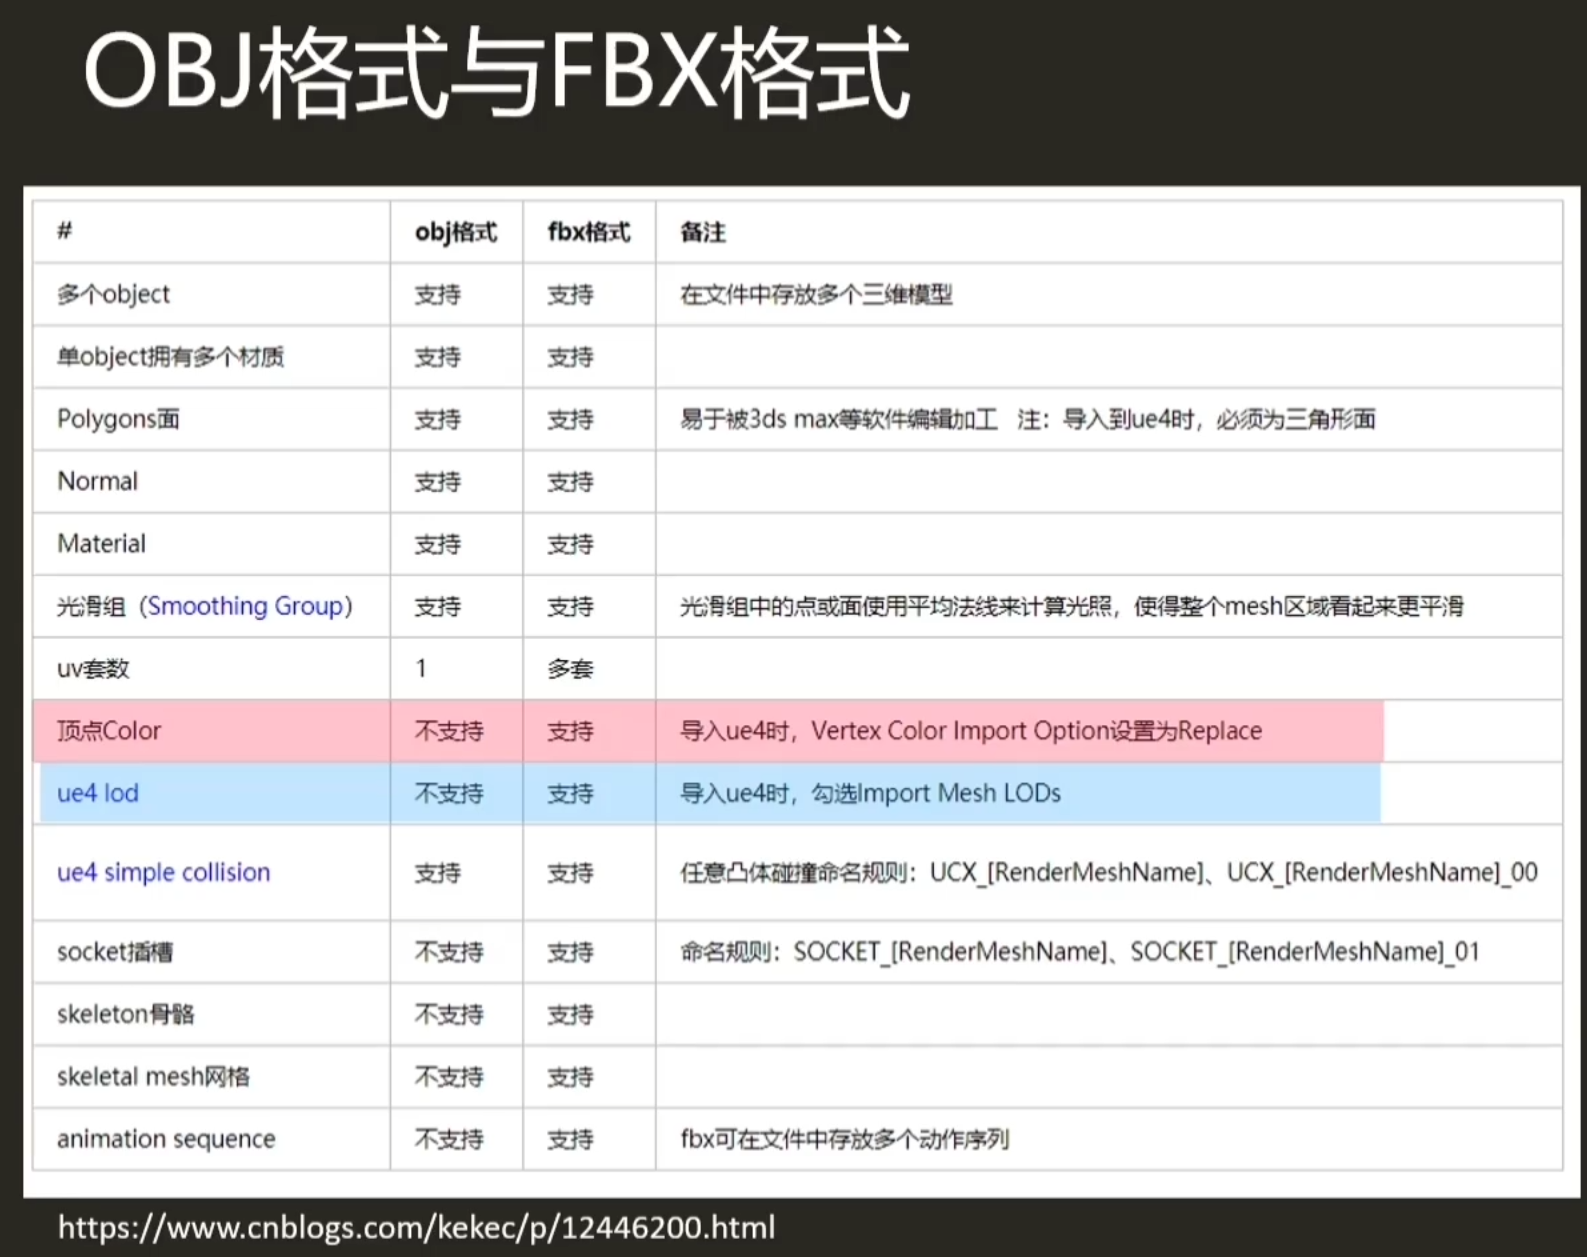 OBJ格式与FBX格式
# obj格式 fbx格式 备注
多个object 支持 支持 在文件中存放多个三维模型
单object拥有多个材质 支持 支持
Polygons面 支持 支持 易于被3ds max等软件编辑加工 注：导入到ue4时，必须为三角形面
Normal 支持 支持
Material 支持 支持
光滑组（Smoothing Group） 支持 支持 光滑组中的点或面使用平均法线来计算光照，使得整个mesh区域看起来更平滑
uv套数 1 多套
顶点Color 不支持 支持 导入ue4时，Vertex Color Import Option设置为Replace
ue4 lod 不支持 支持 导入ue4时，勾选Import Mesh LODs
ue4 simple collision 支持 支持 任意凸体碰撞命名规则：UCX_[RenderMeshName]、UCX_[RenderMeshName]_00
socket插槽 不支持 支持 命名规则：SOCKET_[RenderMeshName]、SOCKET_[RenderMeshName]_01
skeleton骨骼 不支持 支持
skeletal mesh网格 不支持 支持
animation sequence 不支持 支持 fbx可在文件中存放多个动作序列
https://www.cnblogs.com/kekec/p/12446200.html